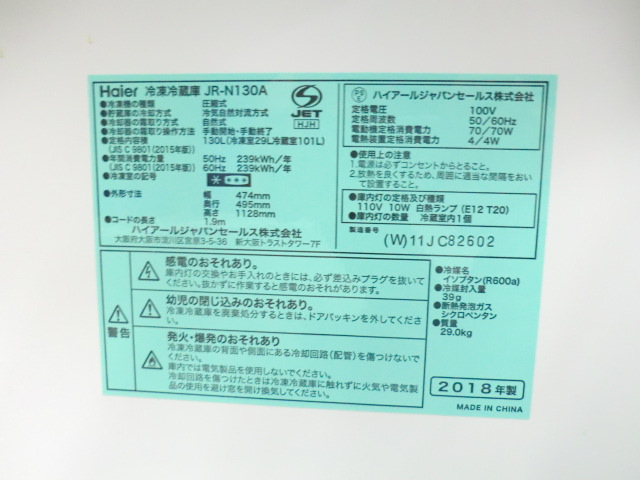 Haier 冷凍冷蔵庫 JR-N130A
●冷凍機の種類 圧縮式
●貯蔵庫の冷却方式 冷気自然対流方式
●冷却器の霜取り方式 自然式
●冷却器の霜取り操作方法 手動開始・手動終了
●定格内容積 130L (冷凍室29L冷蔵室101L)
(JIS C 9801(2015年版))
●年間消費電力量 50Hz 239kWh/年
(JIS C 9801(2015年版)) 60Hz 239kWh/年
●冷凍室の記号
●外形寸法 幅 474mm
奥行 495mm
高さ 1128mm
●コードの長さ 1.9m
ハイアールジャパンセールス株式会社
大阪府大阪市淀川区宮原3-5-36 新大阪トラストタワー7F
S
JET
HJH
PS
E
ハイアールジャパンセールス株式会社
定格電圧 100V
定格周波数 50/60Hz
電動機定格消費電力 70/70W
電熱装置定格消費電力 4/4W
●使用上の注意
1.電源は必ずコンセントからとること。
2.放熱を良くするため、周囲に適当な間隔をおい
て設置すること。
●庫内灯の定格及び種類
110V 10W 白熱ランプ (E12 T20)
●庫内灯の数量 冷蔵室内1個
製造番号 (W)11JC82602
警告
感電のおそれあり
庫内灯の交換やお手入れのときには、必ず差込みプラグを抜いて
ください。抜かずに作業すると感電することがあります。
幼児の閉じ込みのおそれあり
冷凍冷蔵庫を廃棄処分するときは、ドアパッキンを外して下さい。
発火・爆発のおそれあり
冷凍冷蔵庫の背面や側面にある冷却回路(配管)を傷つけないで
ください。
庫内では電気製品を使用しないでください。
冷却回路を傷つけたときは冷凍冷蔵庫に触れずに火気や電気製
品の使用を避け窓を開け換気してください。
●冷媒名
イソブタン(R600a)
●冷媒封入量
39g
●断熱発泡ガス
シクロペンタン
●質量
29.0kg
2018年製
MADE IN CHINA